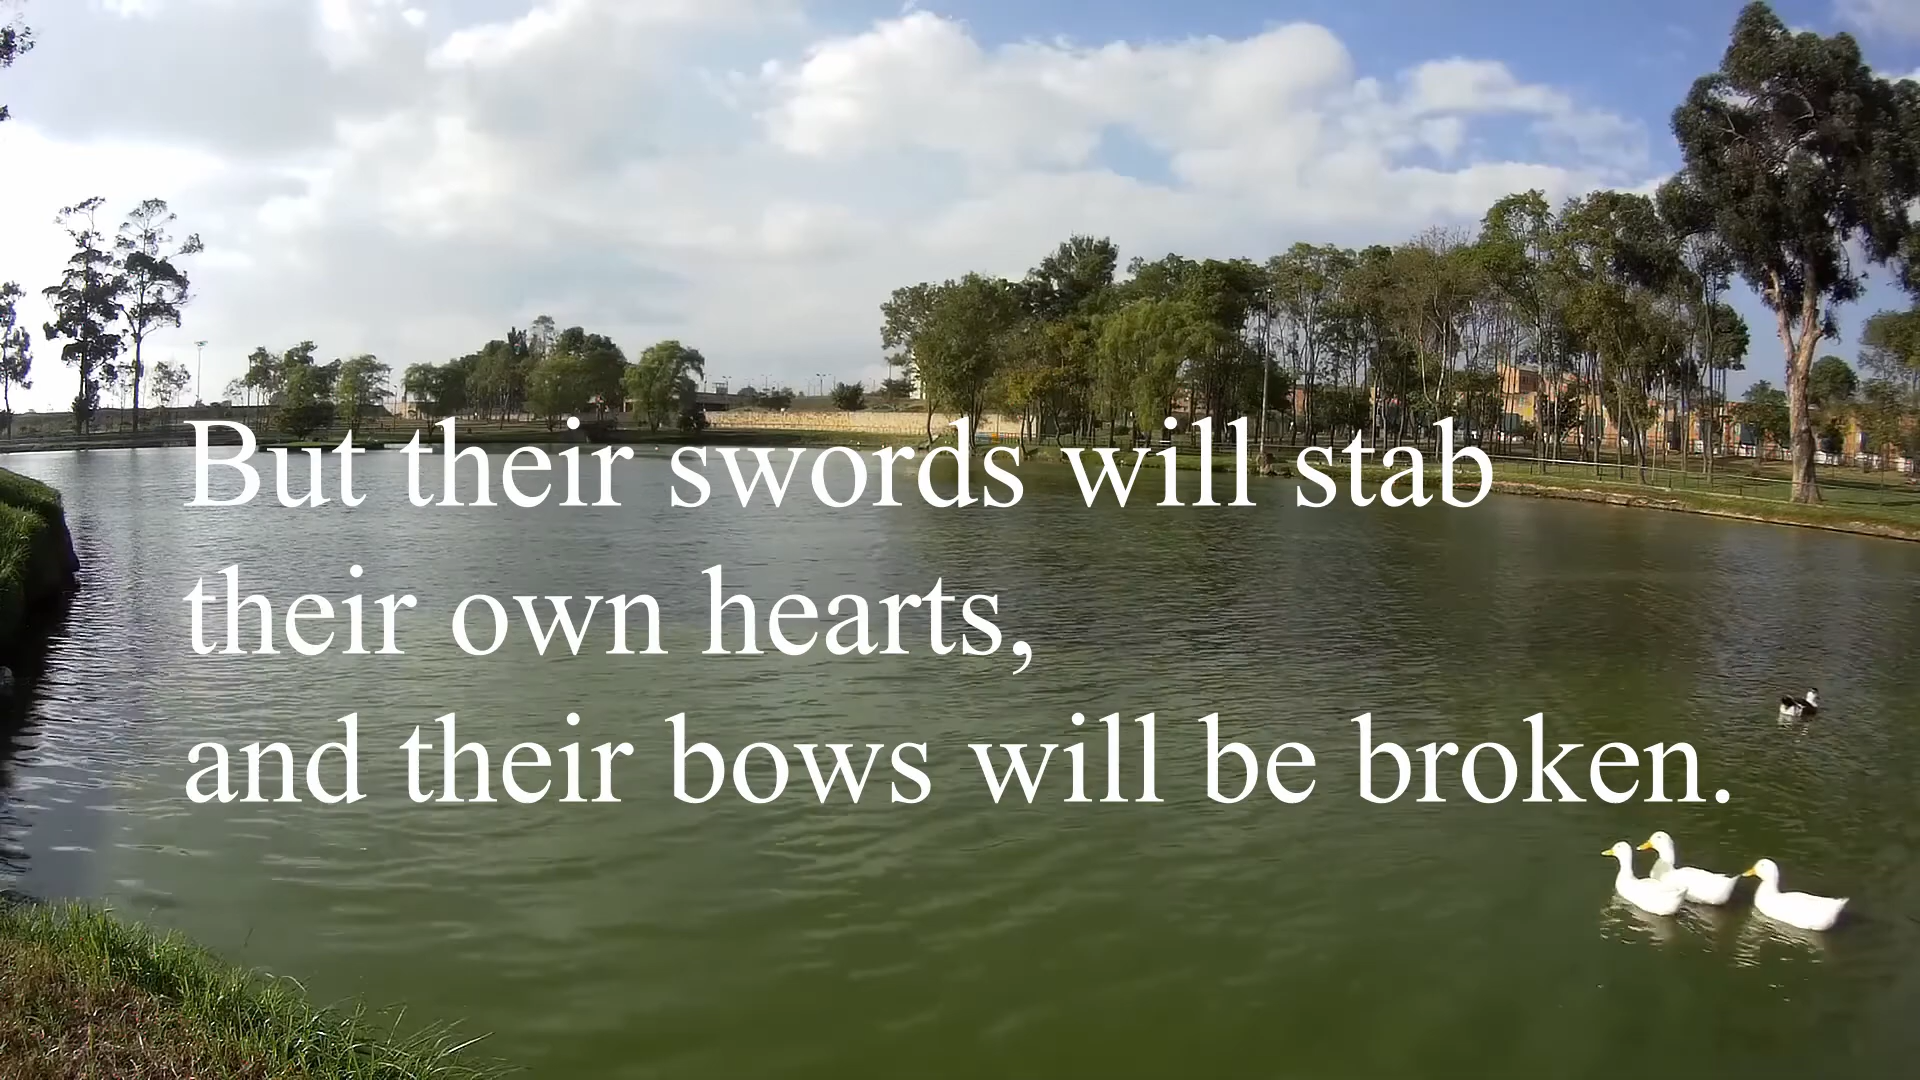 But their swords will stab
their own hearts,
and their bows will be broken.